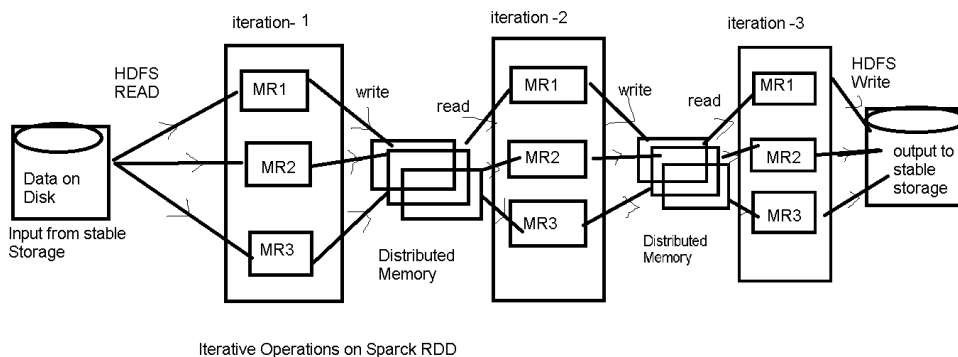 iteration- 1
iteration -2
iteration -3
HDFS
READ
MR1
MR2
MR3
write
read
MR1
MR2
MR3
write
read
MR1
MR2
MR3
HDFS
Write
Data on
Disk
Input from stable
Storage
Distributed
Memory
Distributed
Memory
output to
stable
storage
Iterative Operations on Sparck RDD